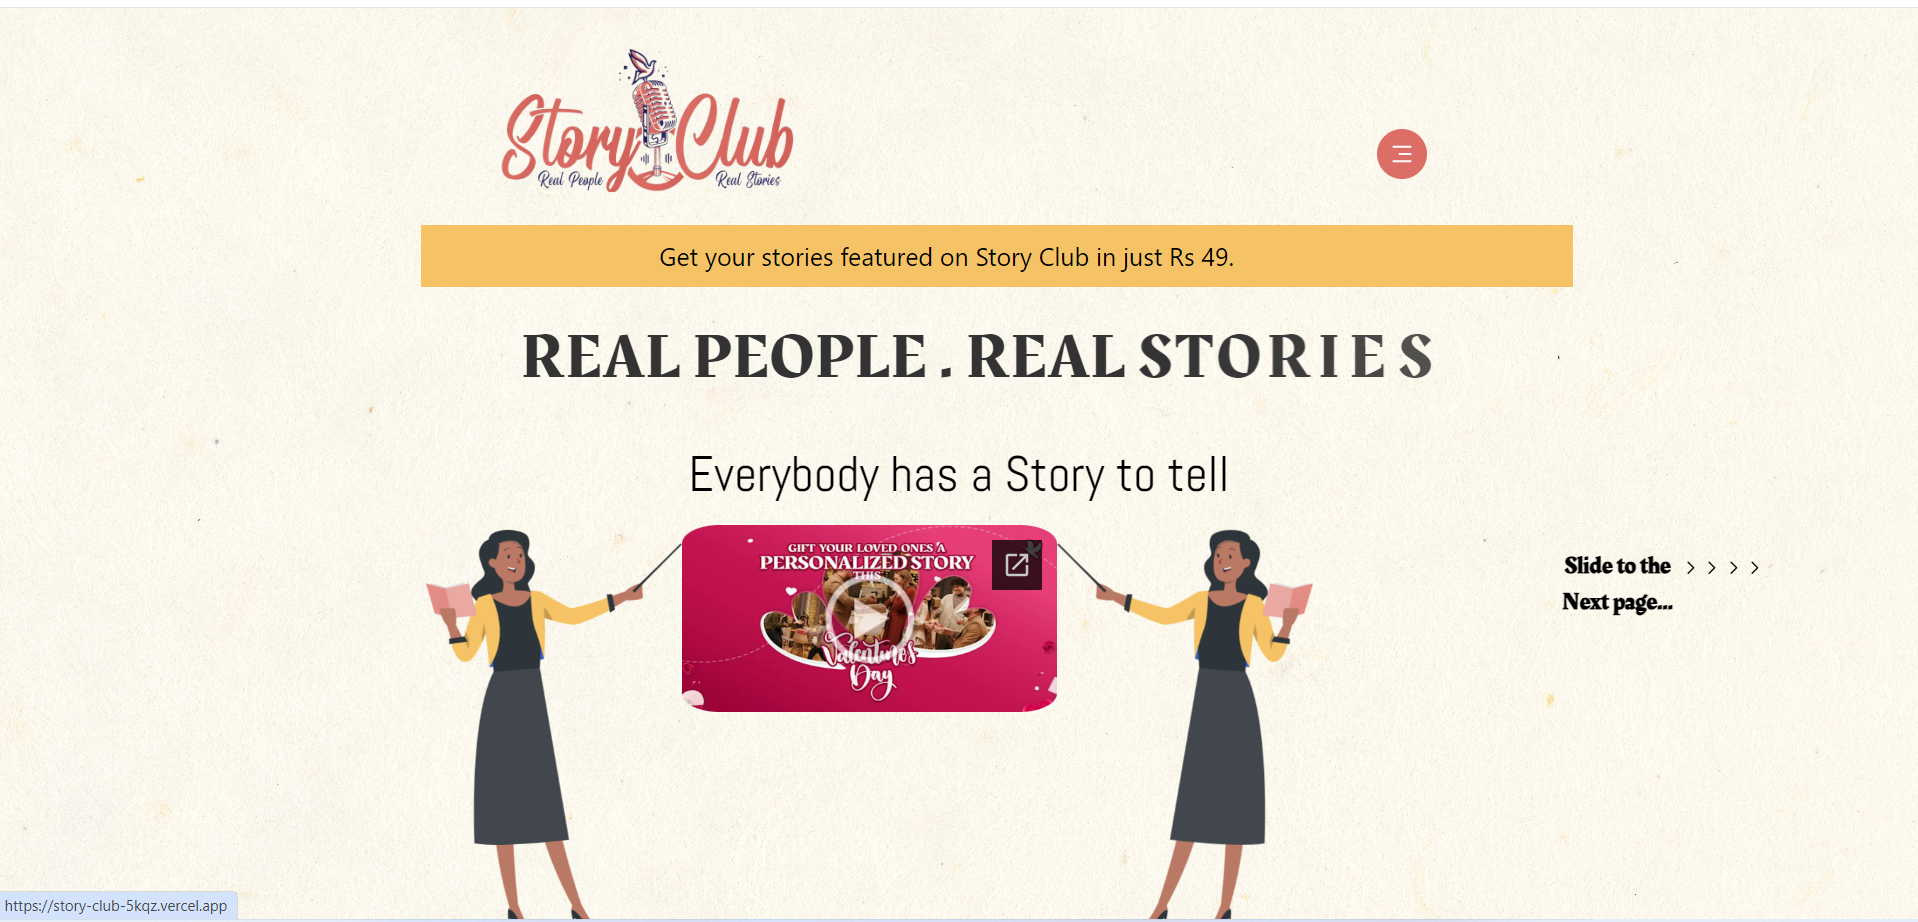 Story Club
Real People Real Stories
Get your stories featured on Story Club in just Rs 49.
REAL PEOPLE . REAL STORIES
Everybody has a Story to tell
GIFT YOUR LOVED ONES A
PERSONALIZED STORY
THIS
Valentine's
Day
Slide to the > > > >
Next page...
https://story-club-5kqz.vercel.app